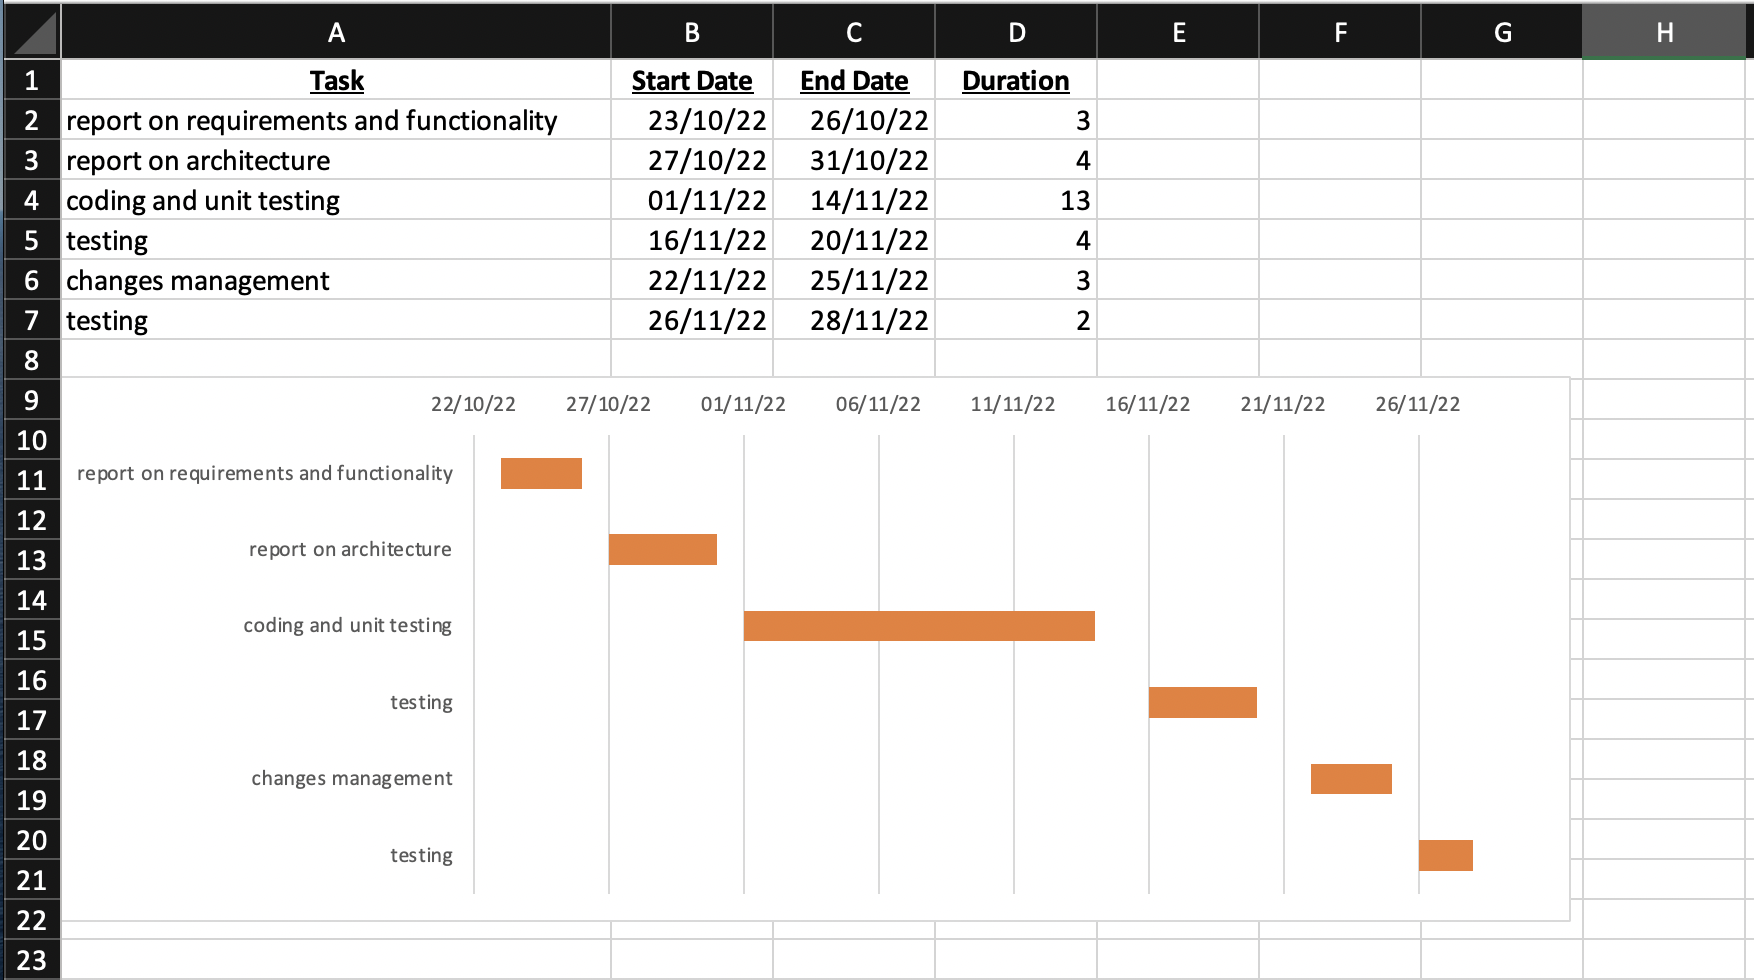 A B C D E F G H
1 Task Start Date End Date Duration
2 report on requirements and functionality 23/10/22 26/10/22 3
3 report on architecture 27/10/22 31/10/22 4
4 coding and unit testing 01/11/22 14/11/22 13
5 testing 16/11/22 20/11/22 4
6 changes management 22/11/22 25/11/22 3
7 testing 26/11/22 28/11/22 2
8
9 22/10/22 27/10/22 01/11/22 06/11/22 11/11/22 16/11/22 21/11/22 26/11/22
10
11 report on requirements and functionality
12
13 report on architecture
14
15 coding and unit testing
16
17 testing
18
19 changes management
20
21 testing
22
23